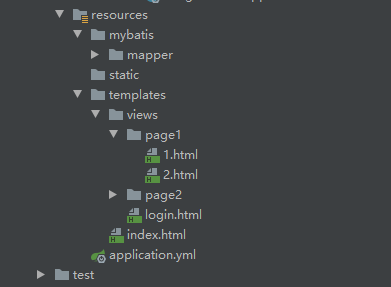 resources
mybatis
mapper
static
templates
views
page1
1.html
2.html
page2
login.html
index.html
application.yml
test